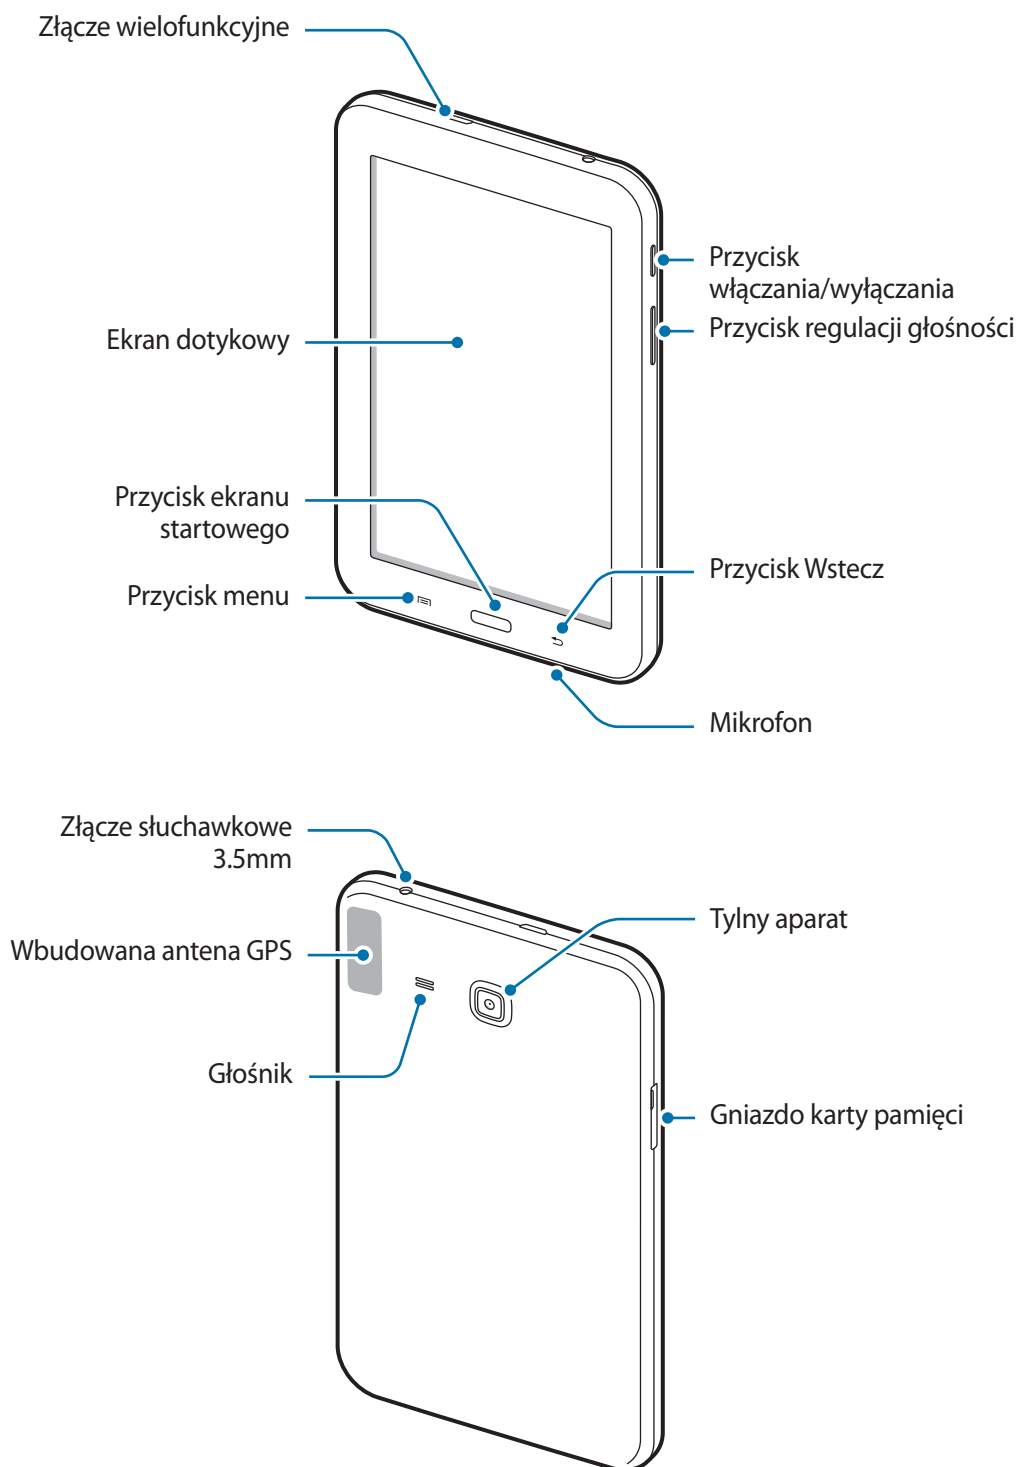 Złącze wielofunkcyjne
Przycisk
włączania/wyłączania
Przycisk regulacji głośności
Ekran dotykowy
Przycisk ekranu
startowego
Przycisk Wstecz
Przycisk menu
Mikrofon
Złącze słuchawkowe
3.5mm
Tylny aparat
Wbudowana antena GPS
Głośnik
Gniazdo karty pamięci